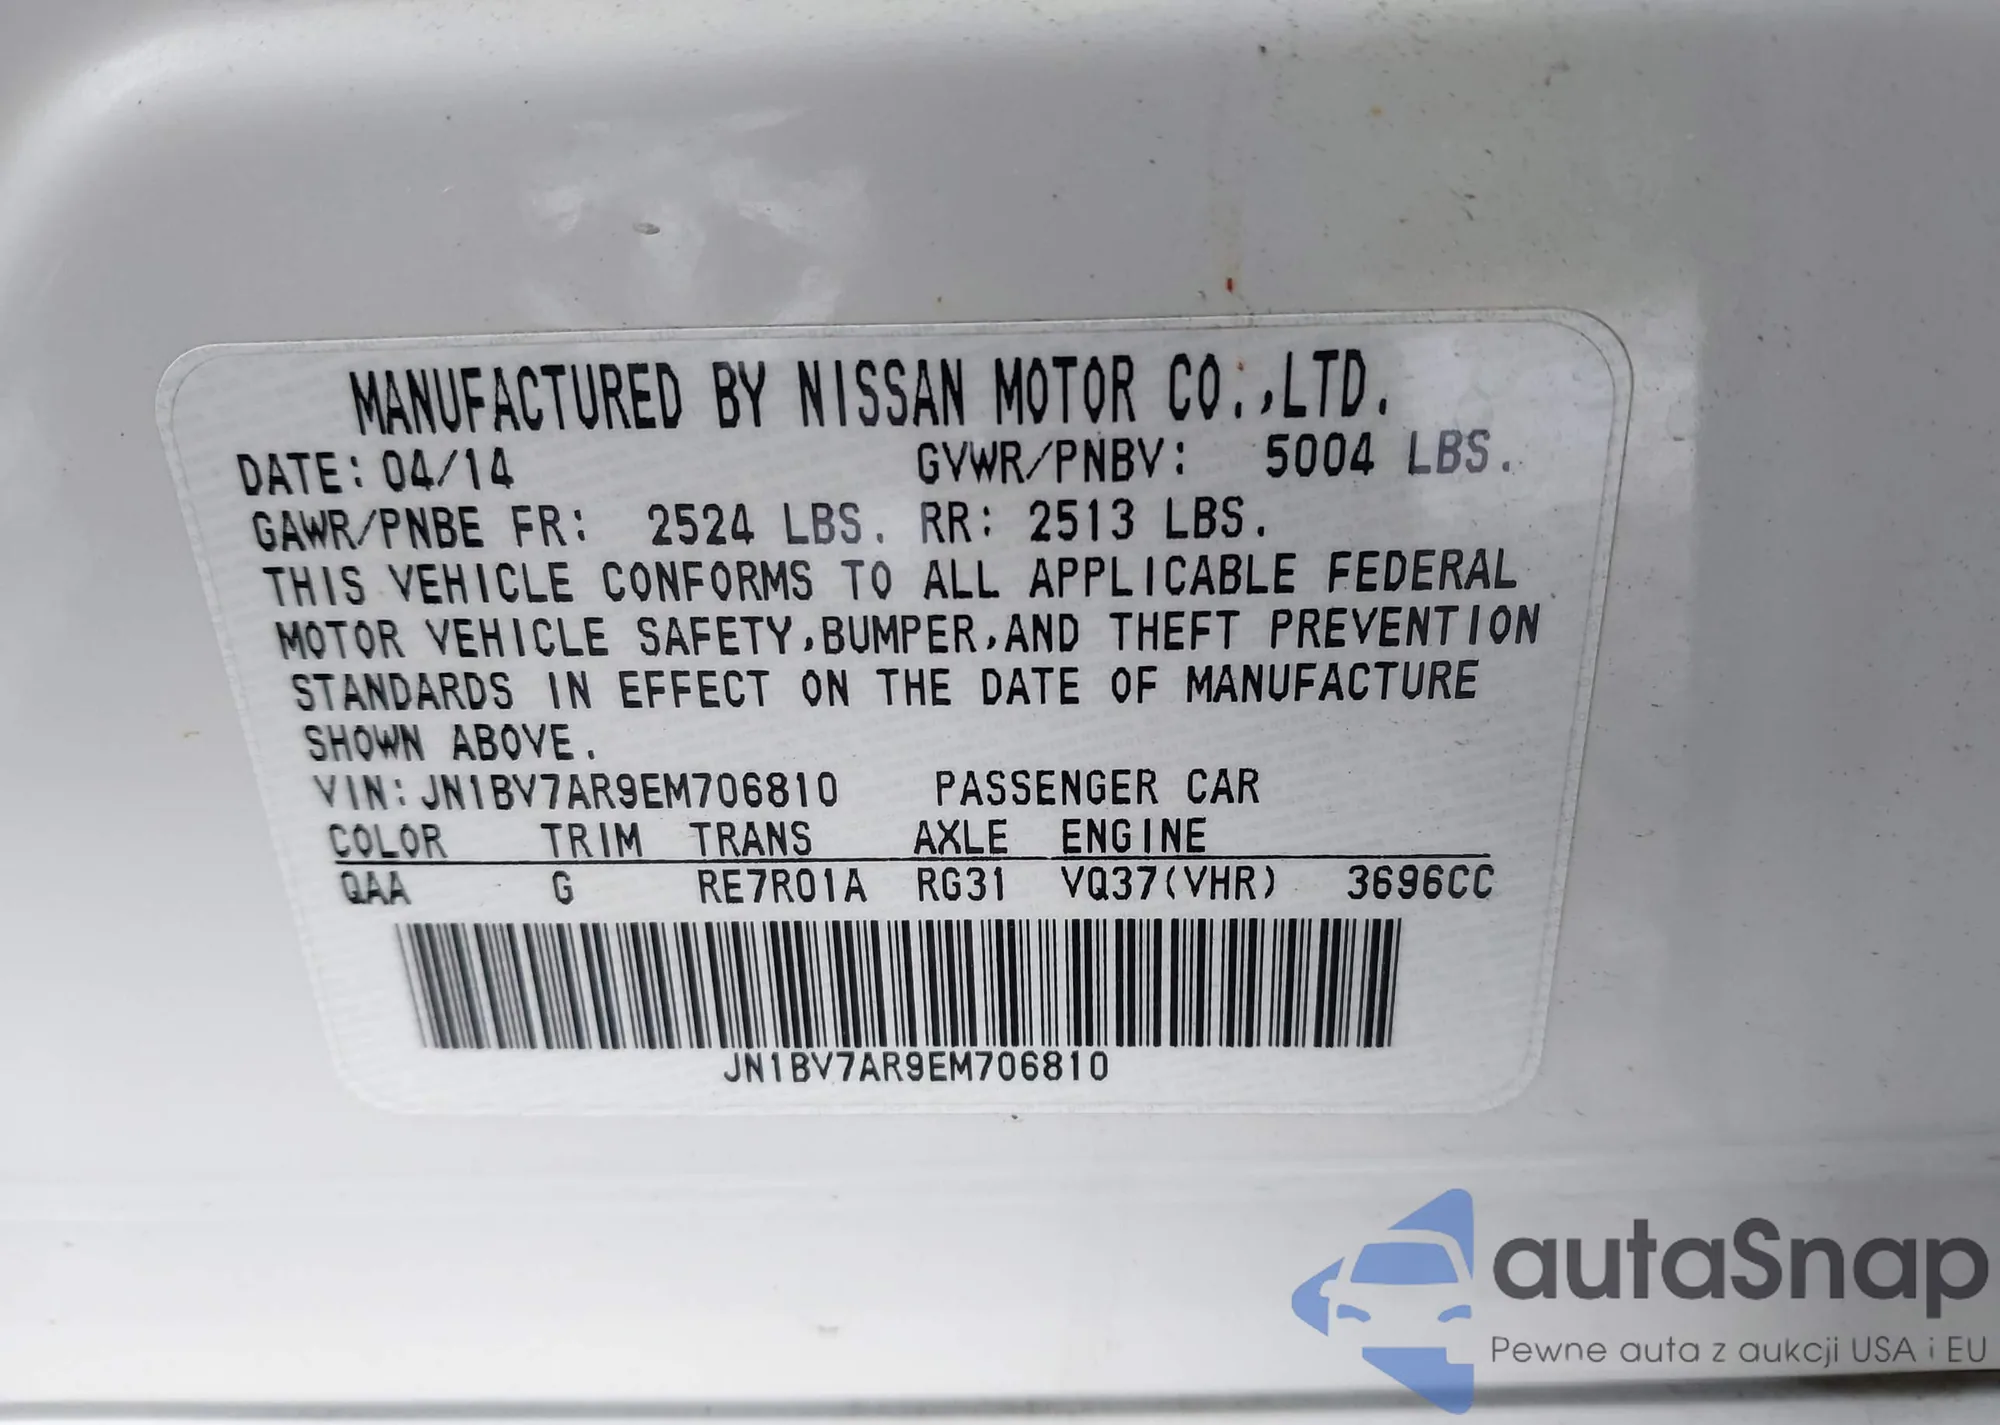 MANUFACTURED BY NISSAN MOTOR CO.,LTD.
DATE: 04/14 GVWR/PNBV: 5004 LBS.
GAWR/PNBE FR: 2524 LBS. RR: 2513 LBS.
THIS VEHICLE CONFORMS TO ALL APPLICABLE FEDERAL
MOTOR VEHICLE SAFETY,BUMPER,AND THEFT PREVENTION
STANDARDS IN EFFECT ON THE DATE OF MANUFACTURE
SHOWN ABOVE.
VIN: JN1BV7AR9EM706810 PASSENGER CAR
COLOR TRIM TRANS AXLE ENGINE
QAA G RE7R01A RG31 VQ37(VHR) 3696CC
JN1BV7AR9EM706810
autaSnap
Pewne auta z aukcji USA i EU